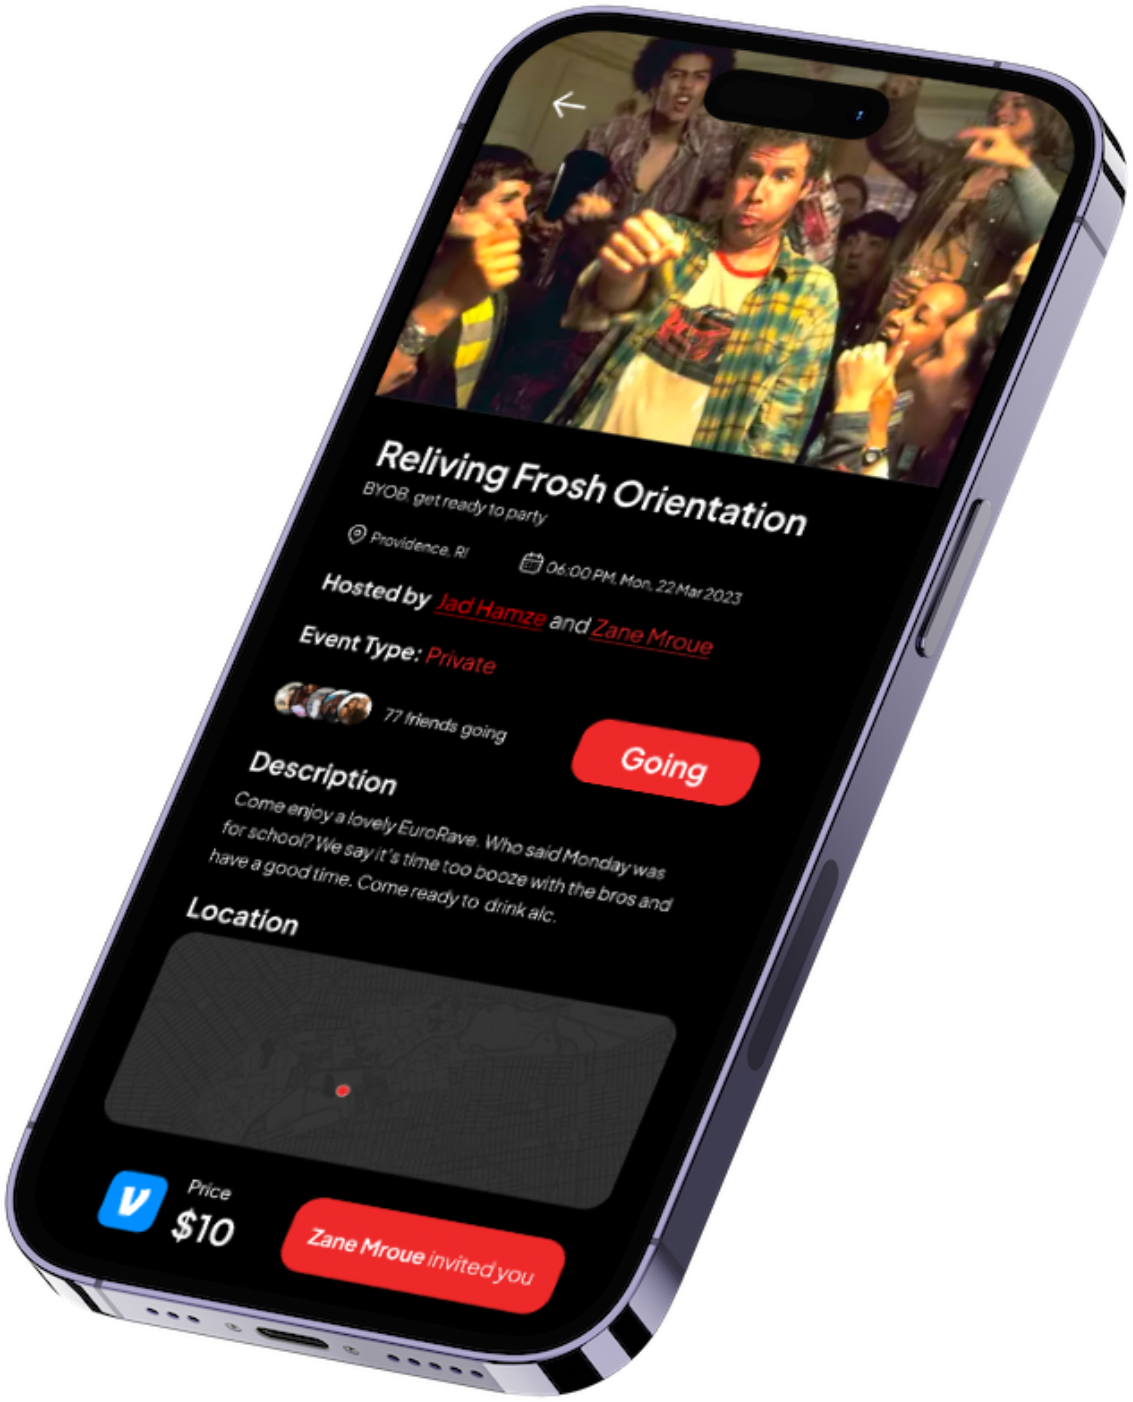 Reliving Frosh Orientation
BYOB, get ready to party
Providence, RI
06:00 PM, Mon, 22 Mar 2023
Hosted by Jad Hamze and Zane Mroue
Event Type: Private
77 friends going
Going
Description
Come enjoy a lovely EuroRave. Who said Monday was
for school? We say it's time too booze with the bros and
have a good time. Come ready to drink alc.
Location
Price
$10
Zane Mroue invited you